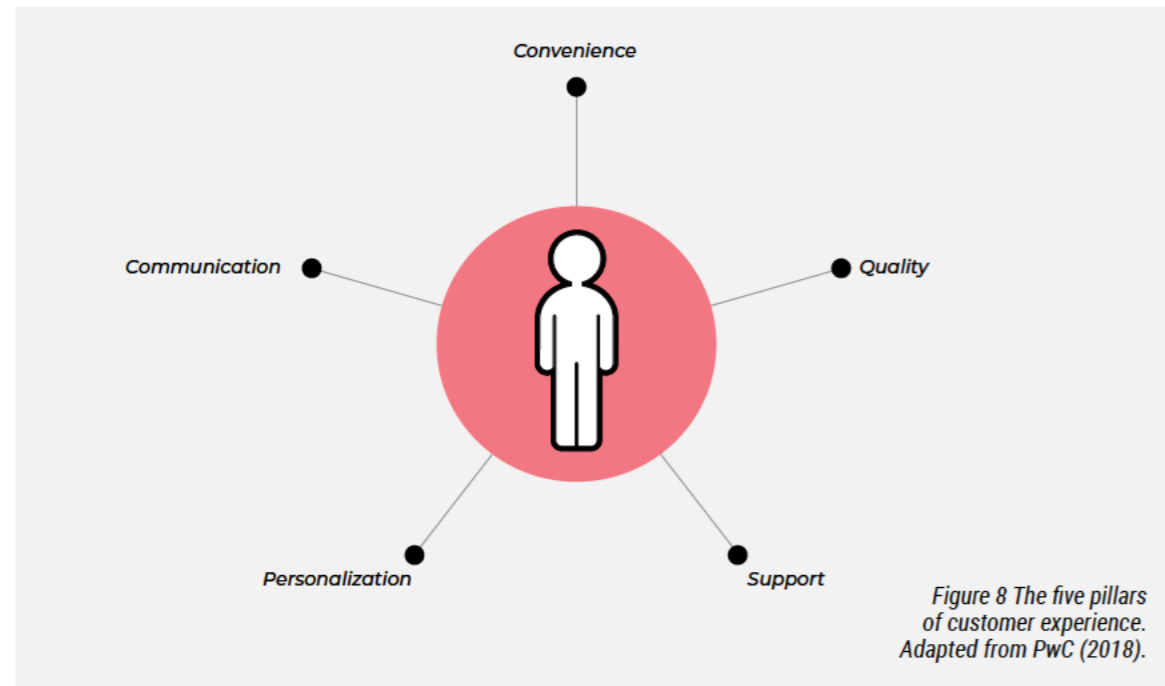 Convenience
Communication
Quality
Personalization
Support
Figure 8 The five pillars
of customer experience.
Adapted from PwC (2018).